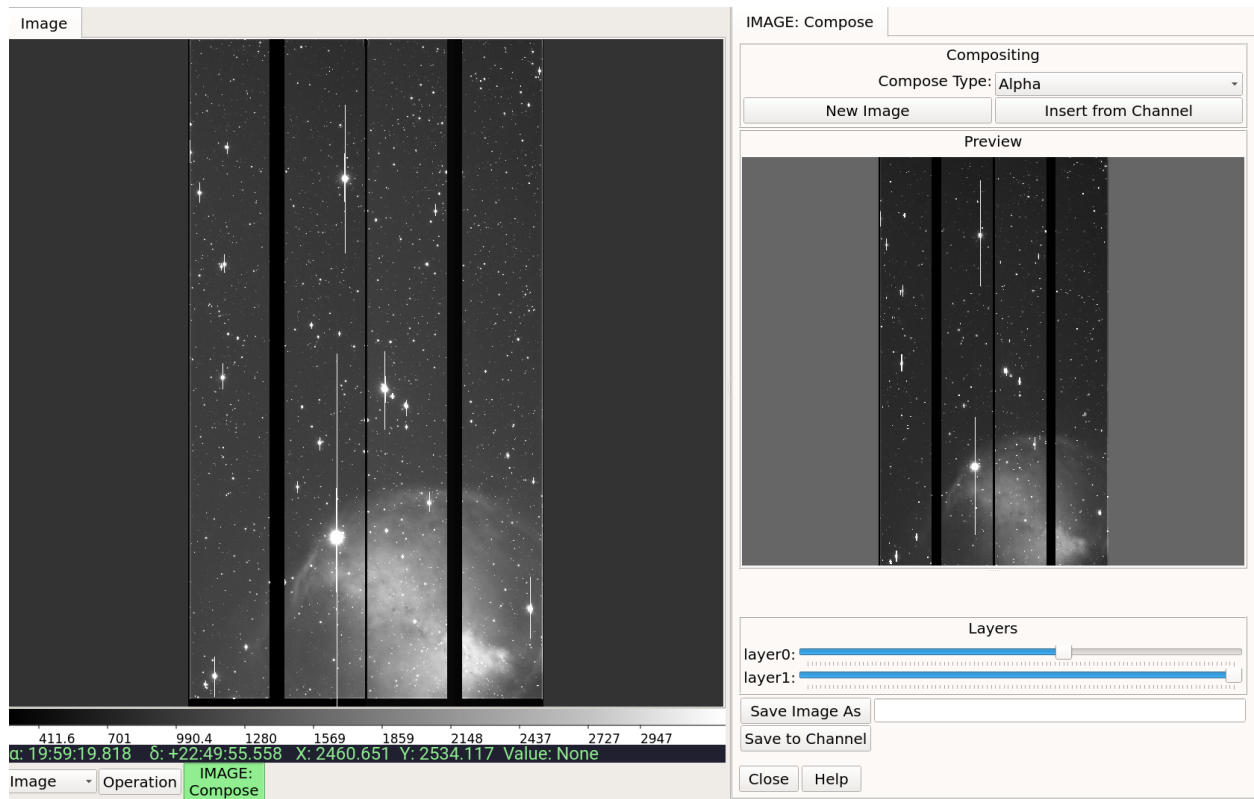 Image
IMAGE: Compose
Compositing
Compose Type: Alpha
New Image Insert from Channel
Preview
Layers
layer0:
layer1:
Save Image As
Save to Channel
Close Help
411.6 701 990.4 1280 1569 1859 2148 2437 2727 2947
α: 19:59:19.818 δ: +22:49:55.558 X: 2460.651 Y: 2534.117 Value: None
Image Operation IMAGE:
Compose